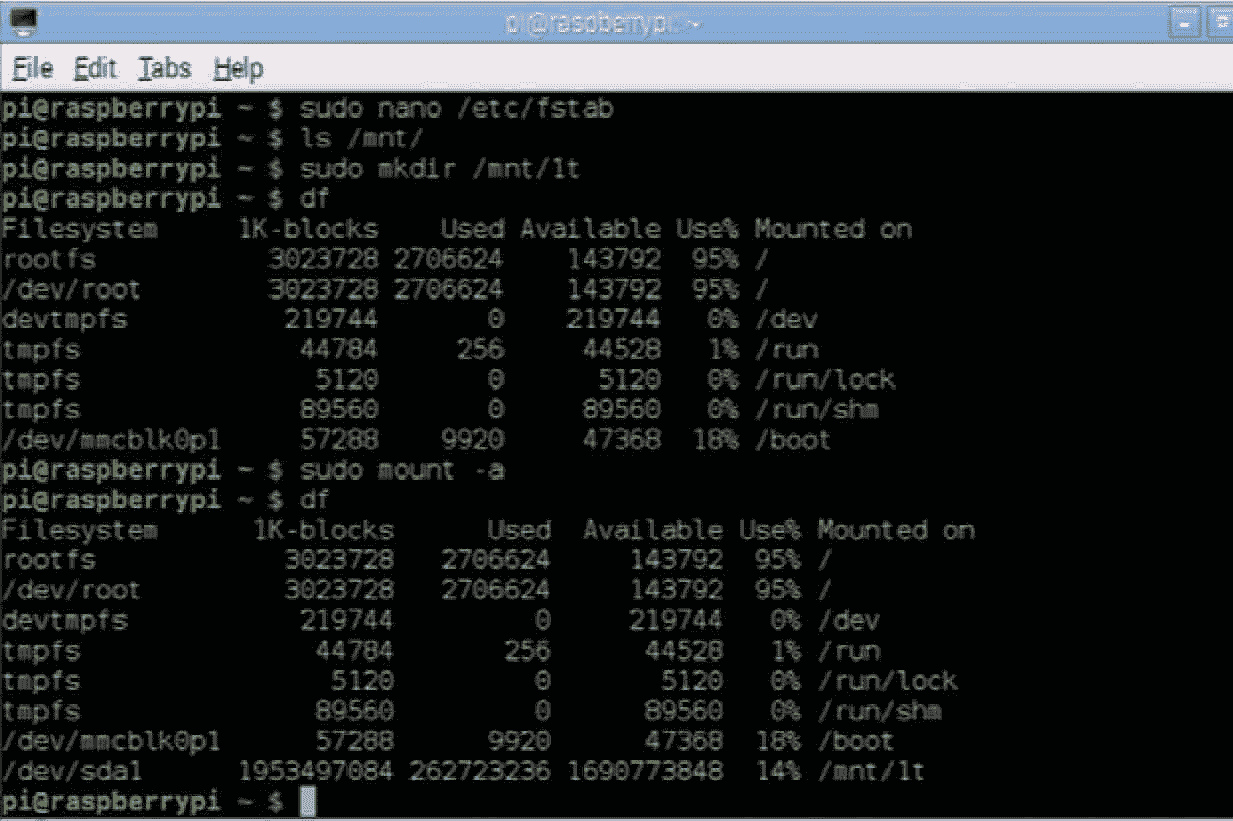 pi@raspberrypi: ~
File Edit Tabs Help
pi@raspberrypi ~ $ sudo nano /etc/fstab
pi@raspberrypi ~ $ ls /mnt/
pi@raspberrypi ~ $ sudo mkdir /mnt/1t
pi@raspberrypi ~ $ df
Filesystem 1K-blocks Used Available Use% Mounted on
rootfs 3023728 2706624 143792 95% /
/dev/root 3023728 2706624 143792 95% /
devtmpfs 219744 0 219744 0% /dev
tmpfs 44784 256 44528 1% /run
tmpfs 5120 0 5120 0% /run/lock
tmpfs 89560 0 89560 0% /run/shm
/dev/mmcblk0p1 57288 9920 47368 18% /boot
pi@raspberrypi ~ $ sudo mount -a
pi@raspberrypi ~ $ df
Filesystem 1K-blocks Used Available Use% Mounted on
rootfs 3023728 2706624 143792 95% /
/dev/root 3023728 2706624 143792 95% /
devtmpfs 219744 0 219744 0% /dev
tmpfs 44784 256 44528 1% /run
tmpfs 5120 0 5120 0% /run/lock
tmpfs 89560 0 89560 0% /run/shm
/dev/mmcblk0p1 57288 9920 47368 18% /boot
/dev/sda1 1953497084 262723236 1690773848 14% /mnt/1t
pi@raspberrypi ~ $